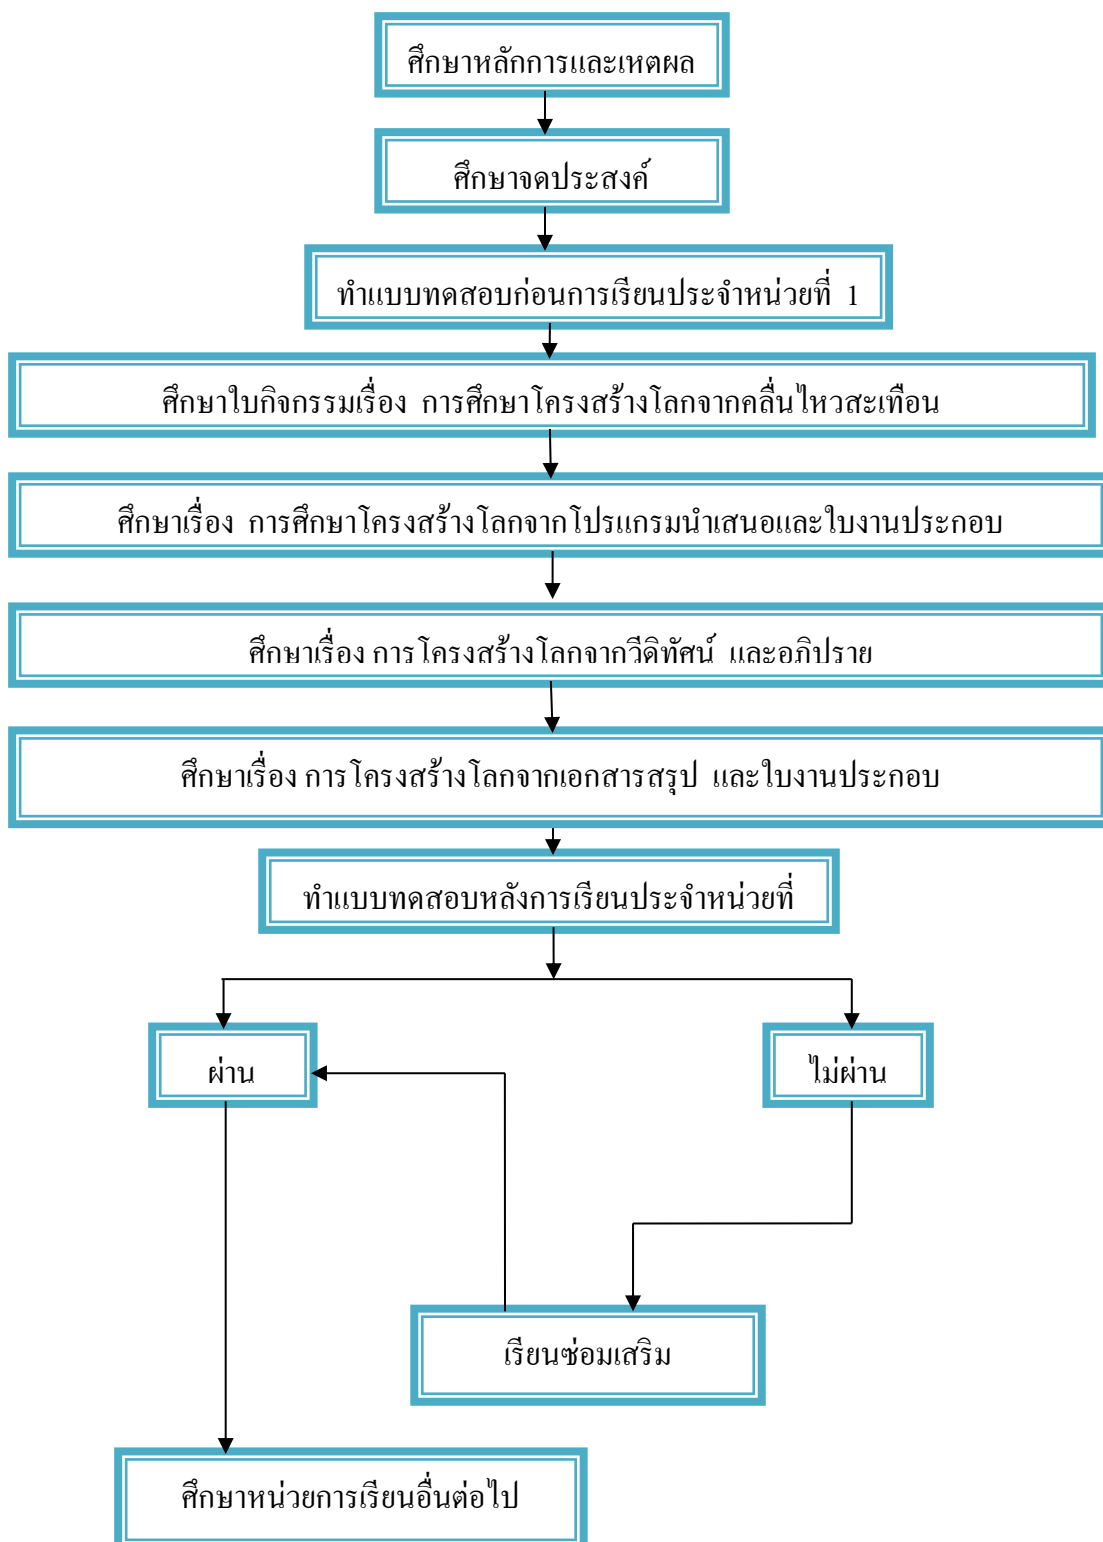 ศึกษาหลักการและเหตผล
ศึกษาจดประสงค์
ทำแบบทดสอบก่อนการเรียนประจำหน่วยที่ 1
ศึกษาใบกิจกรรมเรื่อง การศึกษาโครงสร้างโลกจากคลื่นไหวสะเทือน
ศึกษาเรื่อง การศึกษาโครงสร้างโลกจากโปรแกรมนำเสนอและใบงานประกอบ
ศึกษาเรื่อง การโครงสร้างโลกจากวีดิทัศน์ และอภิปราย
ศึกษาเรื่อง การโครงสร้างโลกจากเอกสารสรุป และใบงานประกอบ
ทำแบบทดสอบหลังการเรียนประจำหน่วยที่
ผ่าน
ไม่ผ่าน
เรียนซ่อมเสริม
ศึกษาหน่วยการเรียนอื่นต่อไป